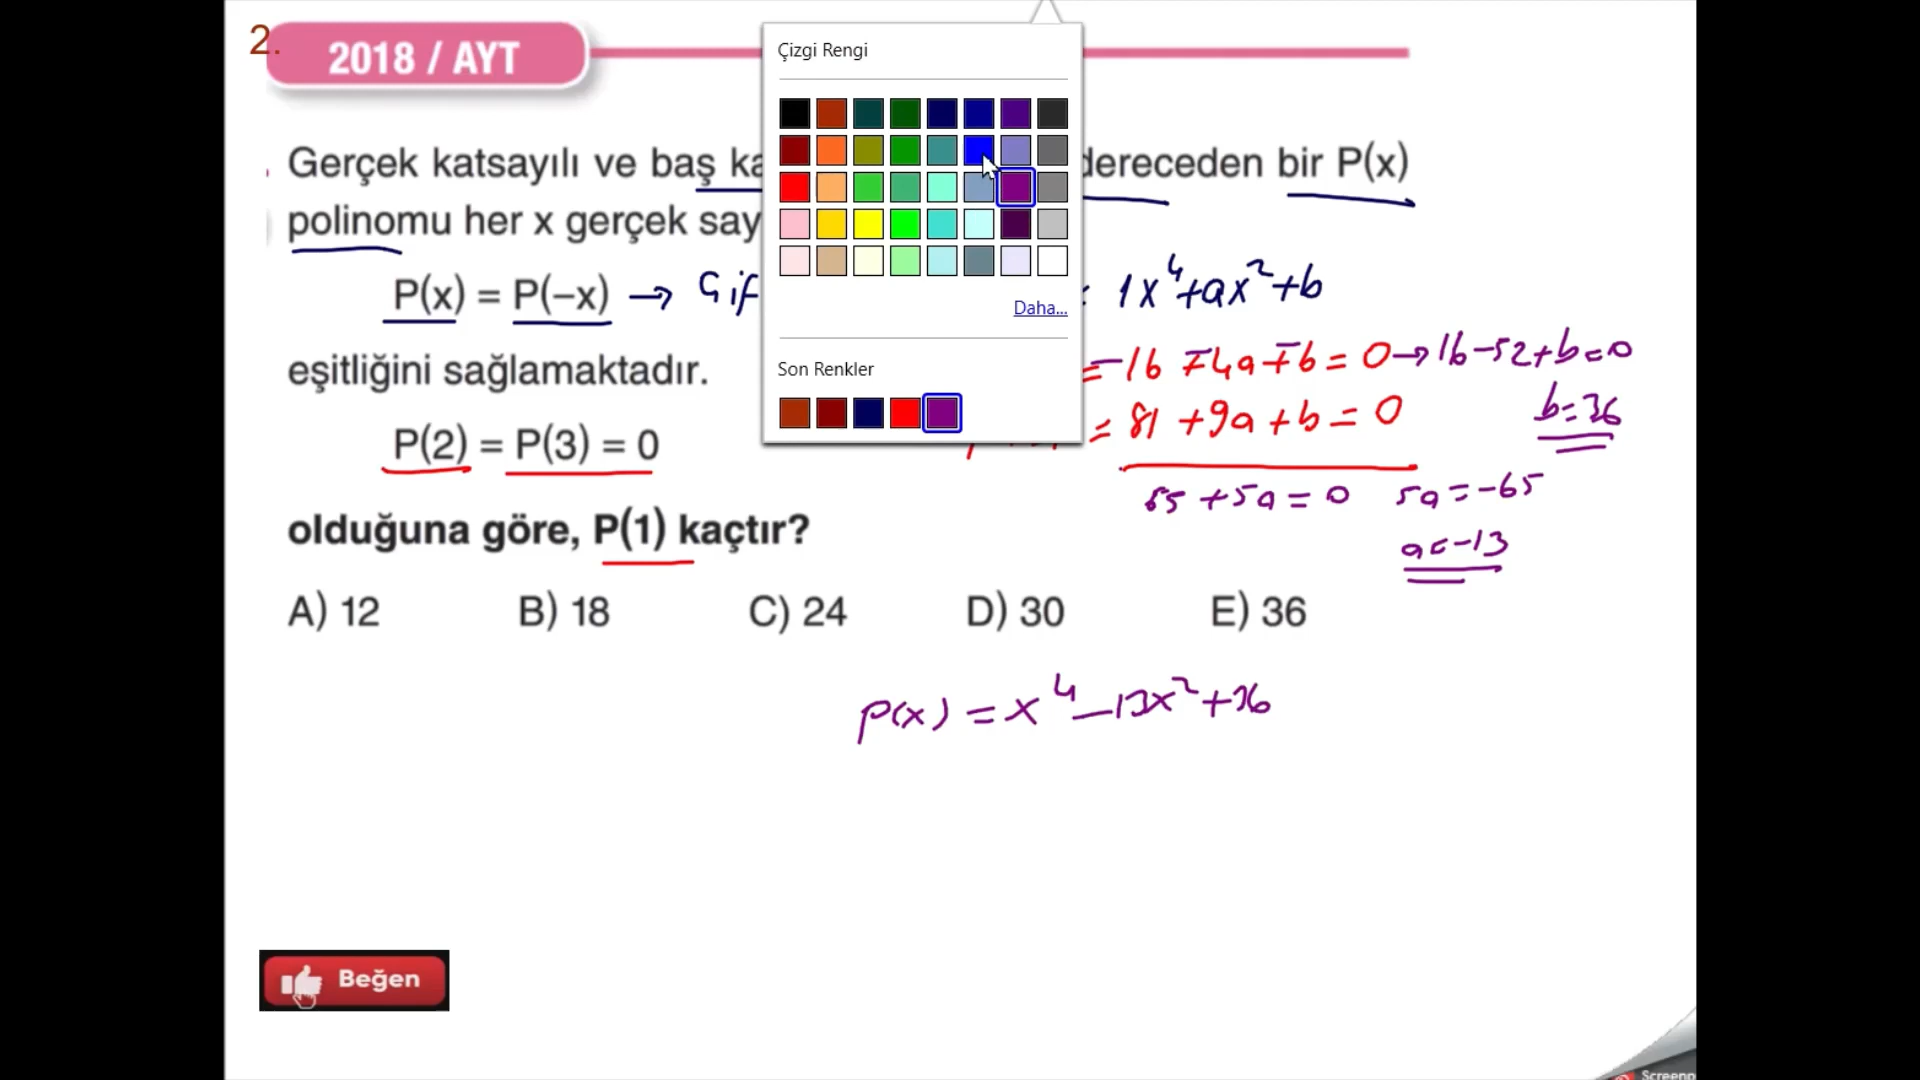 2.
2018 / AYT
Çizgi Rengi
Gerçek katsayılı ve baş ka dereceden bir P(x)
polinomu her x gerçek say
P(x) = P(–x) → Çif 1x⁴+ax²+b
Daha...
eşitliğini sağlamaktadır.
Son Renkler
= –16 ∓4a∓b = 0 → 16–52+b=0
P(2) = P(3) = 0
= 81 +9a+b = 0
b=36
65 +5a = 0 5a=–65
olduğuna göre, P(1) kaçtır?
a=–13
A) 12 B) 18 C) 24 D) 30 E) 36
P(x) = x⁴–13x²+36
Beğen